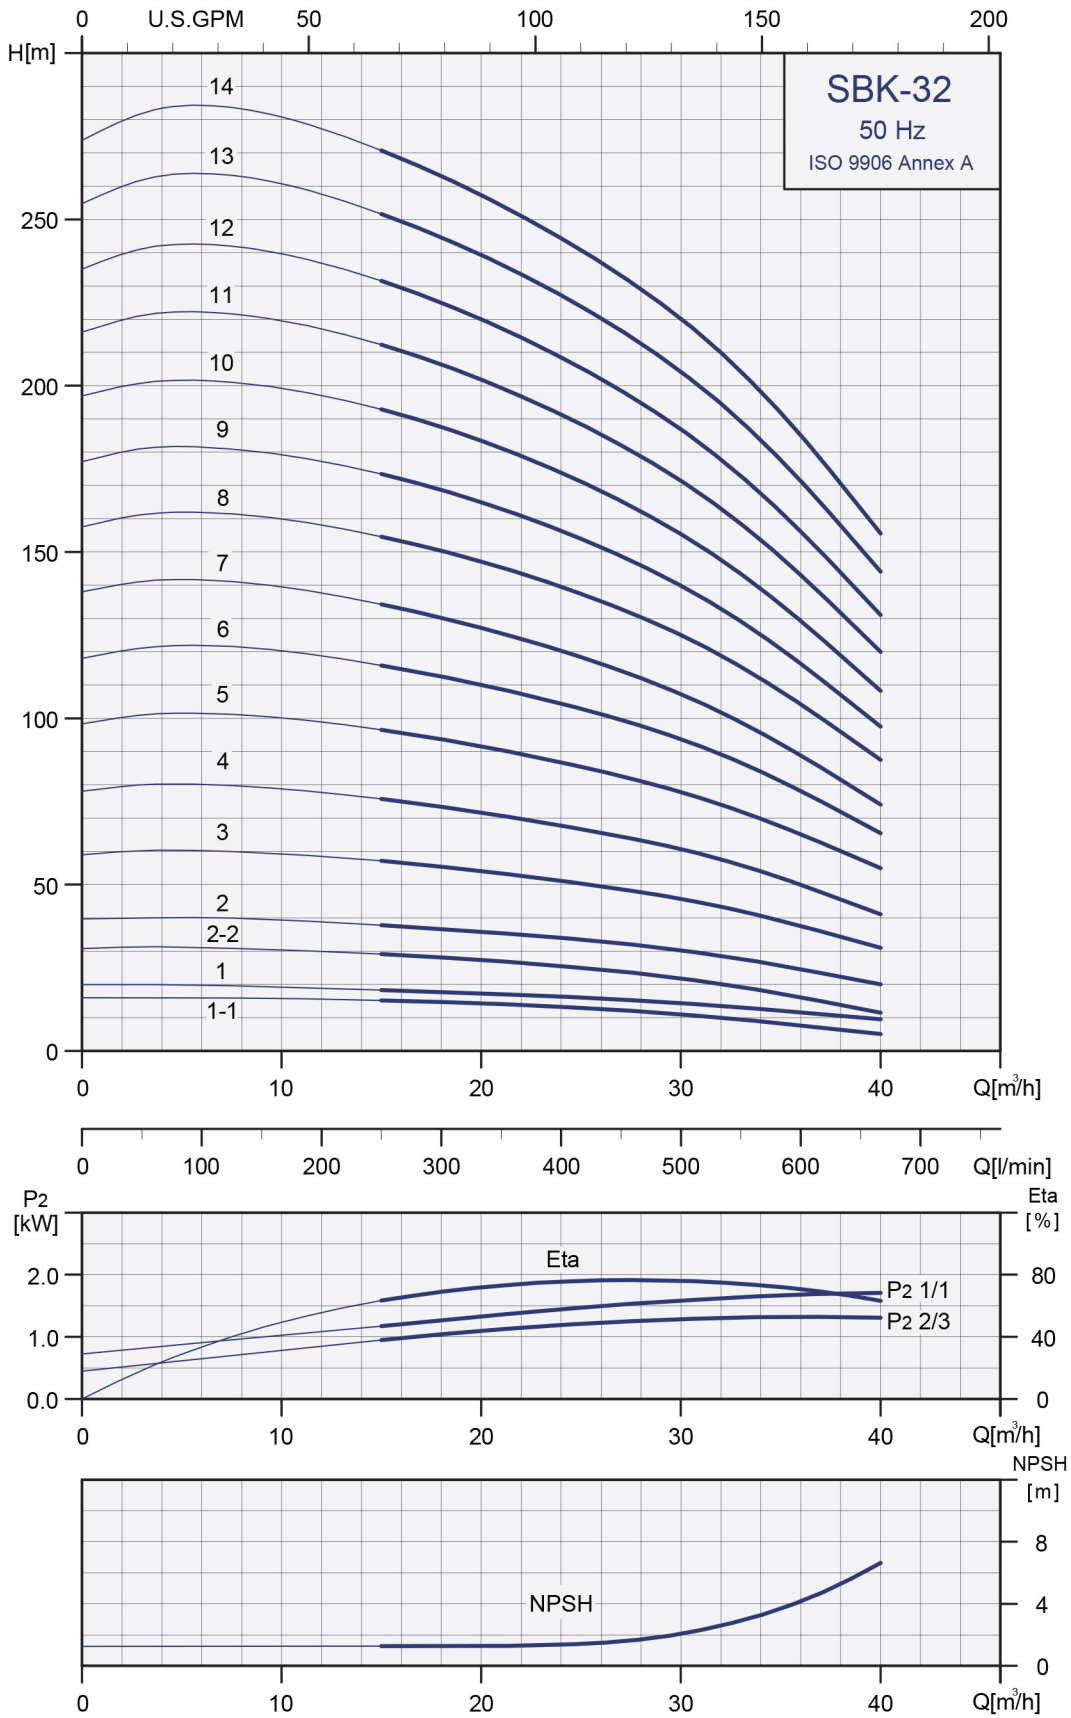 0 U.S.GPM 50 100 150 200
H[m]
SBK-32
50 Hz
ISO 9906 Annex A
14
13
12
11
10
9
8
7
6
5
4
3
2
2-2
1
1-1
250
200
150
100
50
0
0 10 20 30 40 Q[m³/h]
0 100 200 300 400 500 600 700 Q[l/min]
P2
[kW]
Eta
[%]
2.0
1.0
0.0
Eta
P2 1/1
P2 2/3
80
40
0
0 10 20 30 40 Q[m³/h]
NPSH
[m]
NPSH
8
4
0
0 10 20 30 40 Q[m³/h]